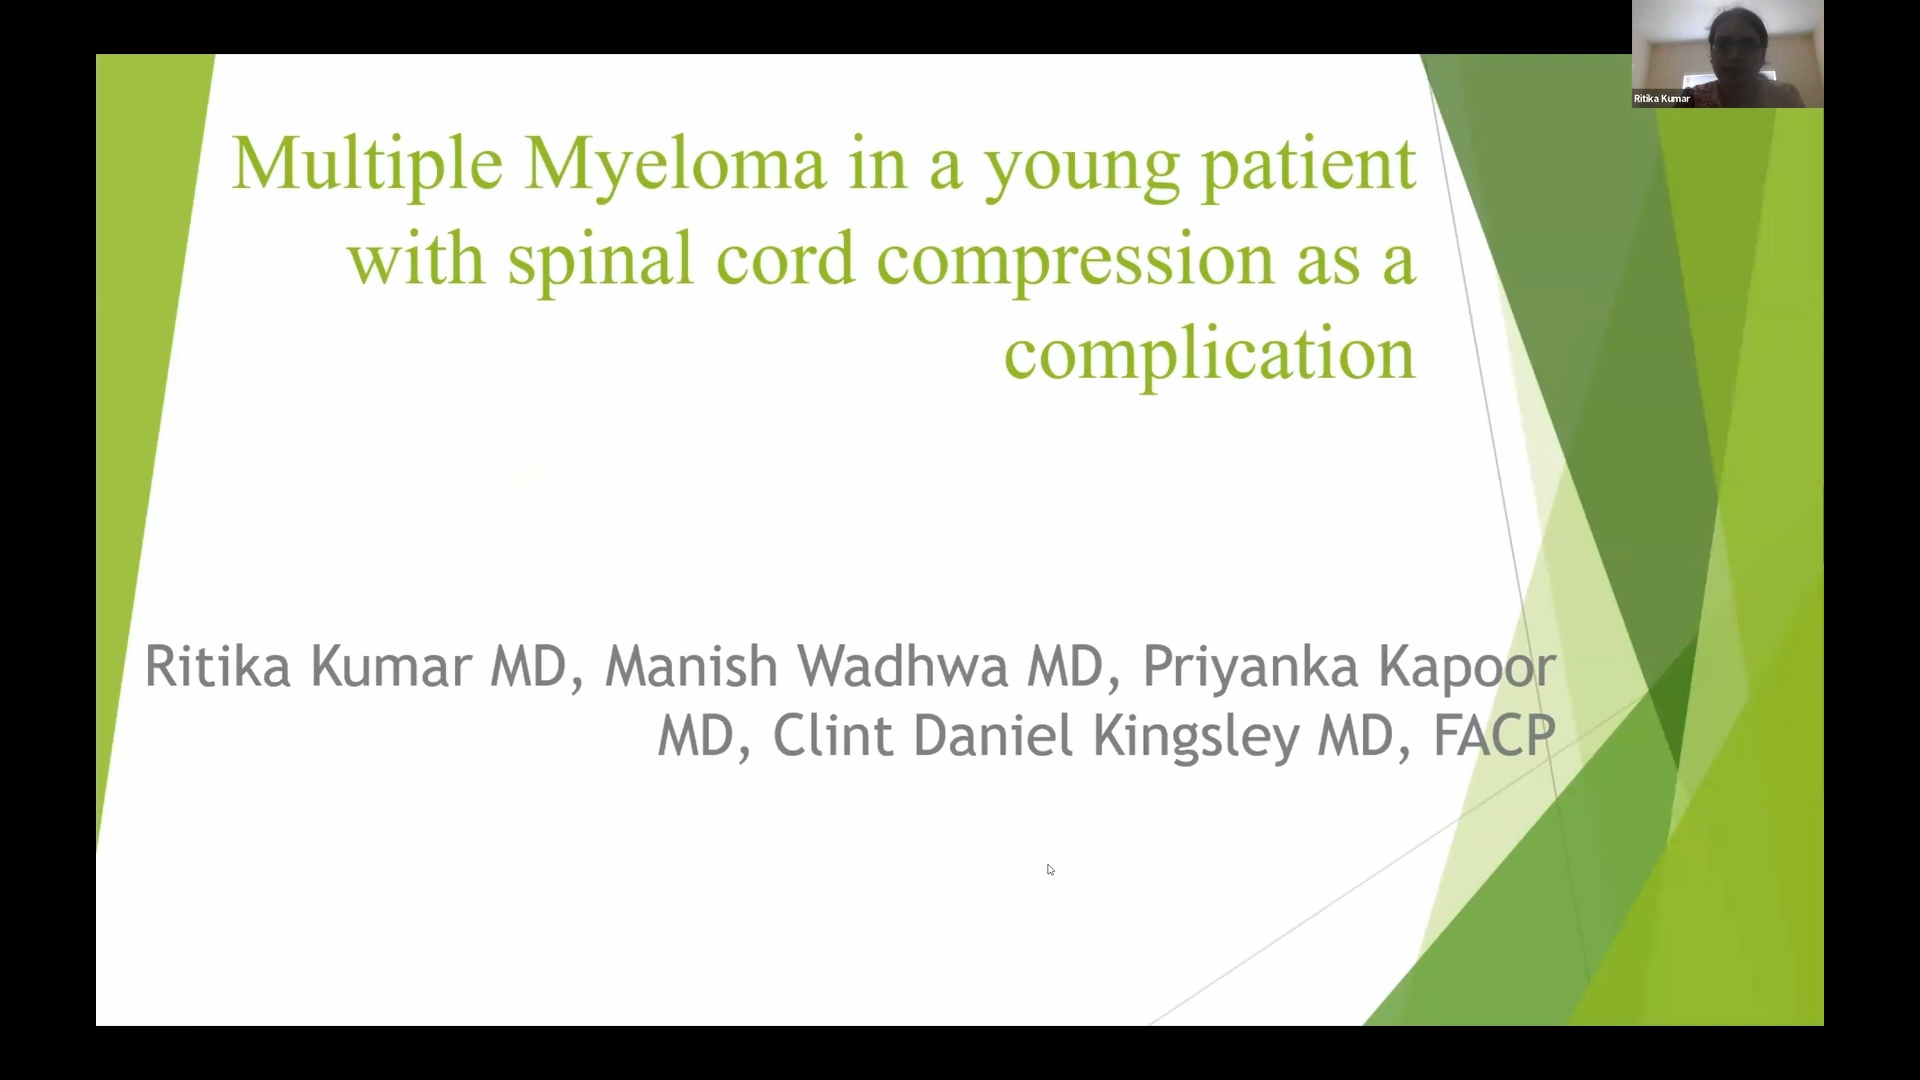 Multiple Myeloma in a young patient
with spinal cord compression as a
complication
Ritika Kumar MD, Manish Wadhwa MD, Priyanka Kapoor
MD, Clint Daniel Kingsley MD, FACP
Ritika Kumar